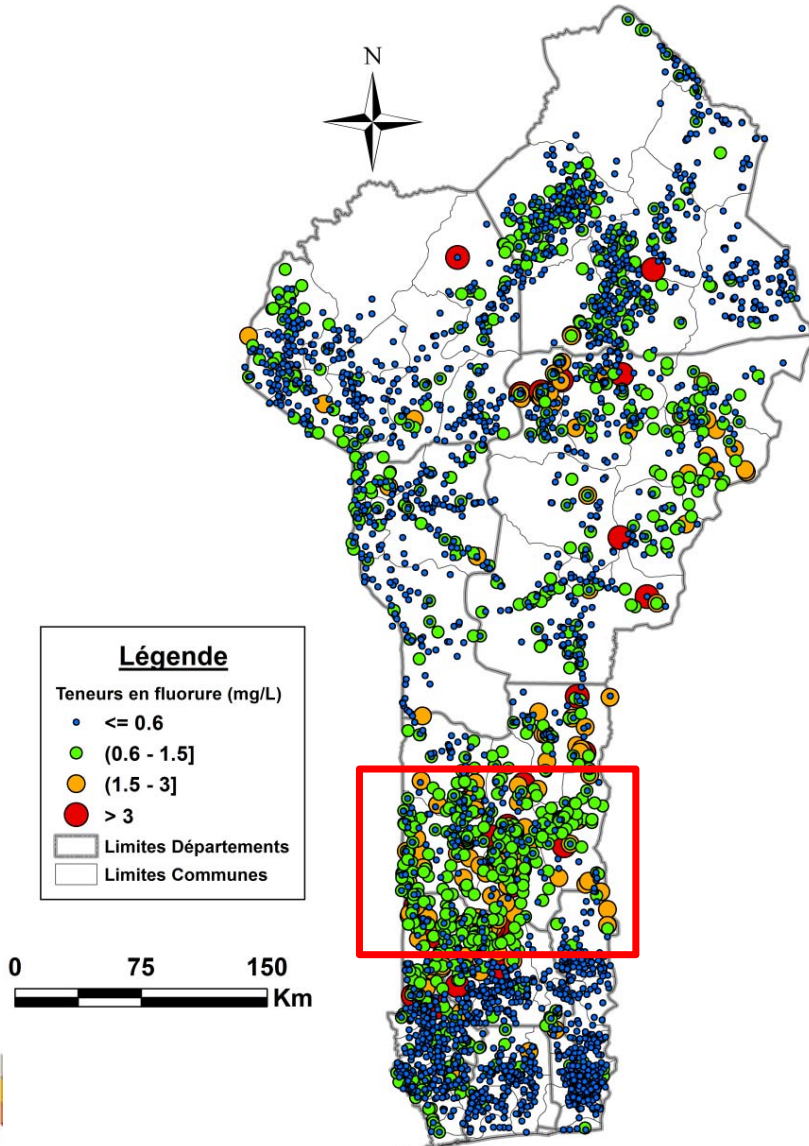 N
Légende
Teneurs en fluorure (mg/L)
<= 0.6
(0.6 - 1.5]
(1.5 - 3]
> 3
Limites Départements
Limites Communes
0 75 150
Km